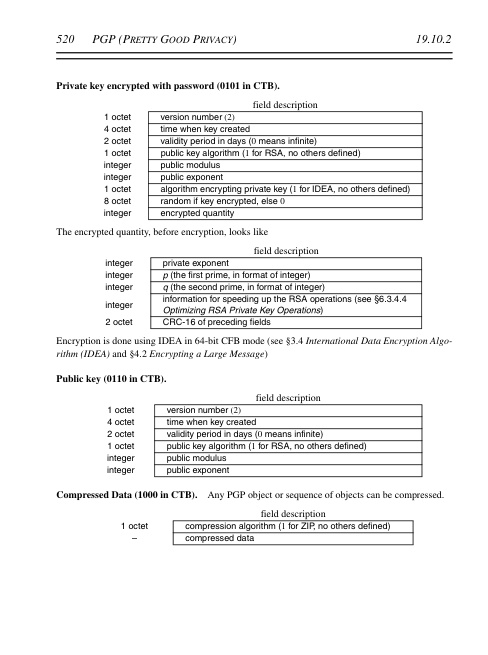 520 PGP (PRETTY GOOD PRIVACY) 19.10.2
Private key encrypted with password (0101 in CTB).
field description
1 octet version number (2)
4 octet time when key created
2 octet validity period in days (0 means infinite)
1 octet public key algorithm (1 for RSA, no others defined)
integer public modulus
integer public exponent
1 octet algorithm encrypting private key (1 for IDEA, no others defined)
8 octet random if key encrypted, else 0
integer encrypted quantity
The encrypted quantity, before encryption, looks like
field description
integer private exponent
integer p (the first prime, in format of integer)
integer q (the second prime, in format of integer)
integer information for speeding up the RSA operations (see §6.3.4.4
Optimizing RSA Private Key Operations)
2 octet CRC-16 of preceding fields
Encryption is done using IDEA in 64-bit CFB mode (see §3.4 International Data Encryption Algo-
rithm (IDEA) and §4.2 Encrypting a Large Message)
Public key (0110 in CTB).
field description
1 octet version number (2)
4 octet time when key created
2 octet validity period in days (0 means infinite)
1 octet public key algorithm (1 for RSA, no others defined)
integer public modulus
integer public exponent
Compressed Data (1000 in CTB). Any PGP object or sequence of objects can be compressed.
field description
1 octet compression algorithm (1 for ZIP, no others defined)
– compressed data